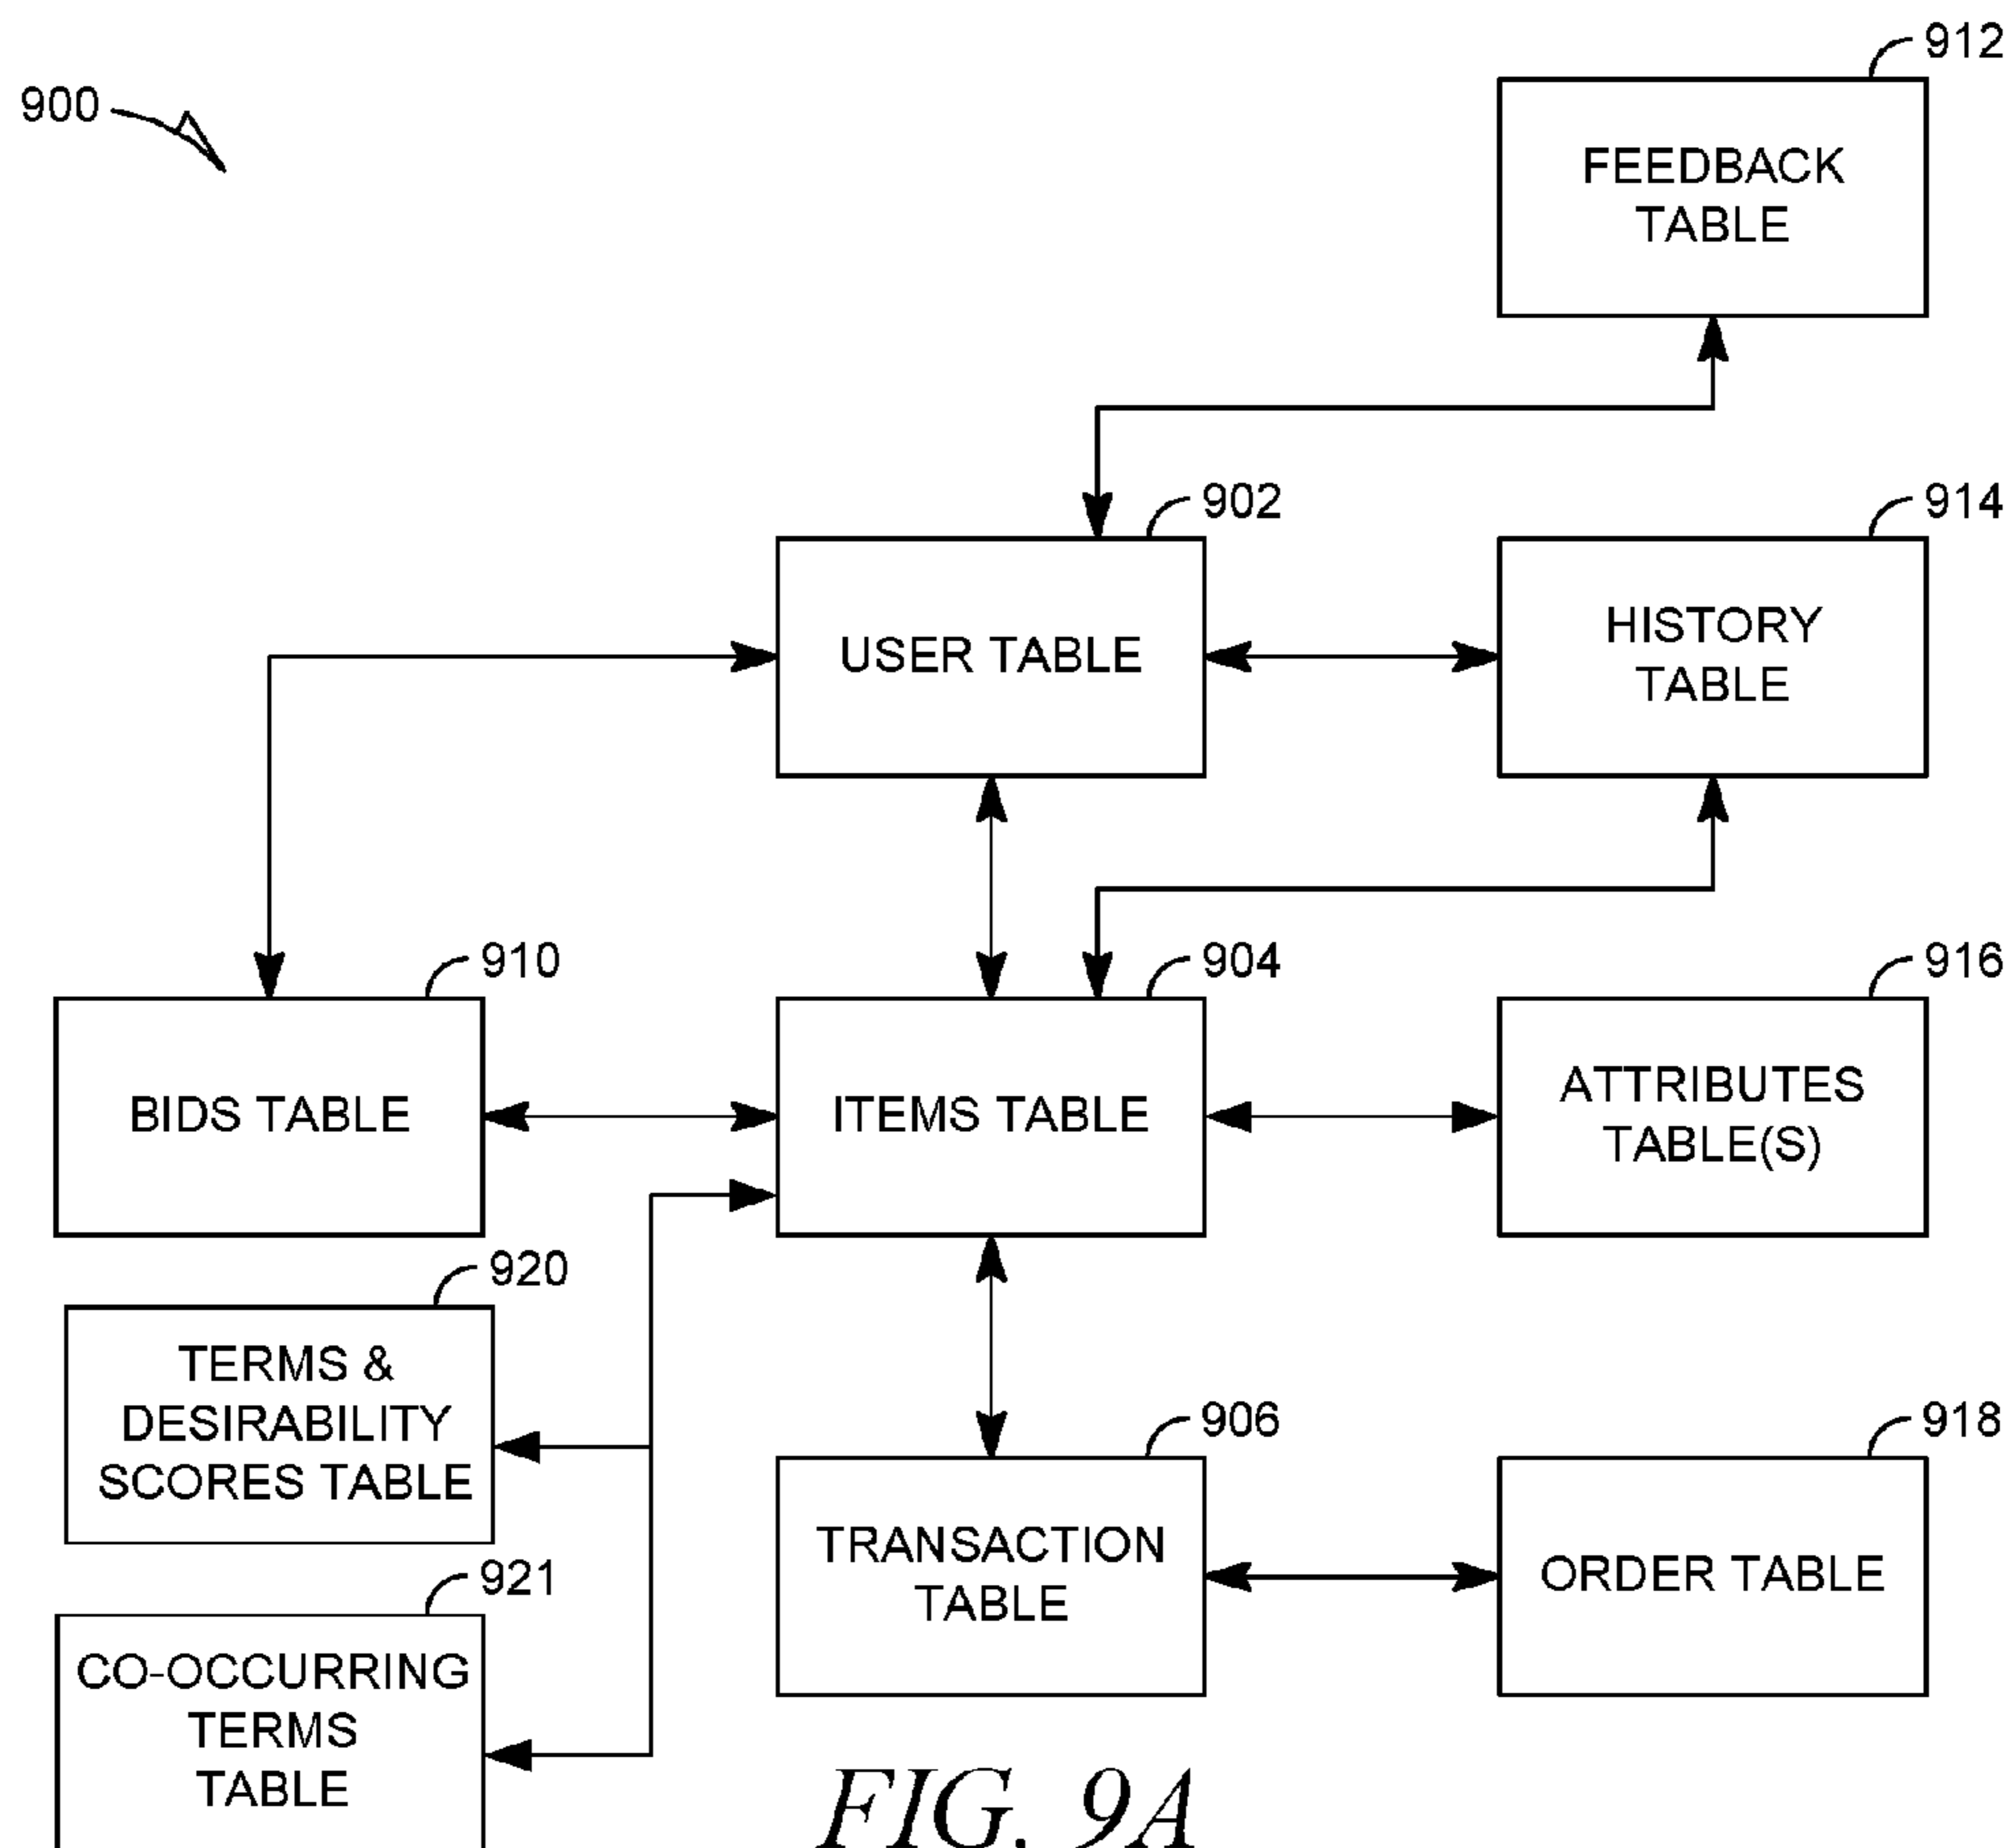 900
912
FEEDBACK
TABLE
902
USER TABLE
914
HISTORY
TABLE
910
BIDS TABLE
904
ITEMS TABLE
916
ATTRIBUTES
TABLE(S)
920
TERMS &
DESIRABILITY
SCORES TABLE
906
TRANSACTION
TABLE
918
ORDER TABLE
921
CO-OCCURRING
TERMS
TABLE
FIG. 9A